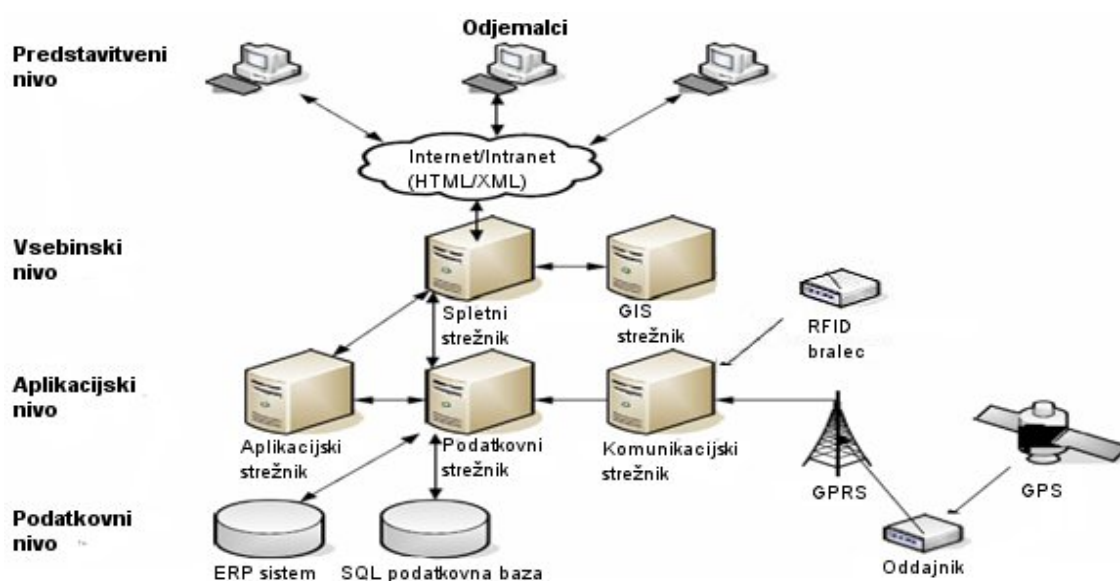 Odjemalci
Predstavitveni
nivo
Internet/Intranet
(HTML/XML)
Vsebinski
nivo
Spletni
strežnik
GIS
strežnik
RFID
bralec
Aplikacijski
nivo
Aplikacijski
strežnik
Podatkovni
strežnik
Komunikacijski
strežnik
GPRS
GPS
Podatkovni
nivo
ERP sistem
SQL podatkovna baza
Oddajnik